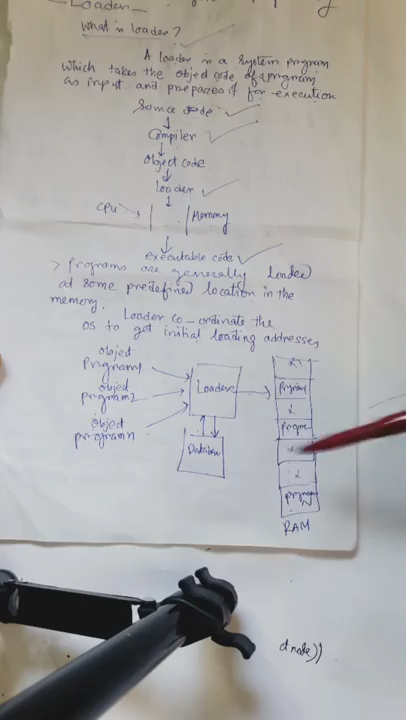 Loader
What is loader?
A loader is a system program
which takes the object code of a program
as input and prepares it for execution
Source code
Compiler
object code
loader
CPU
Memory
executable code
> Programs are generally loaded
at some predefined location in the
memory.
Loader co-ordinate the
OS to get initial loading addresses
object
program1
object
program2
object
program n
Loader
Database
program
program
program
RAM